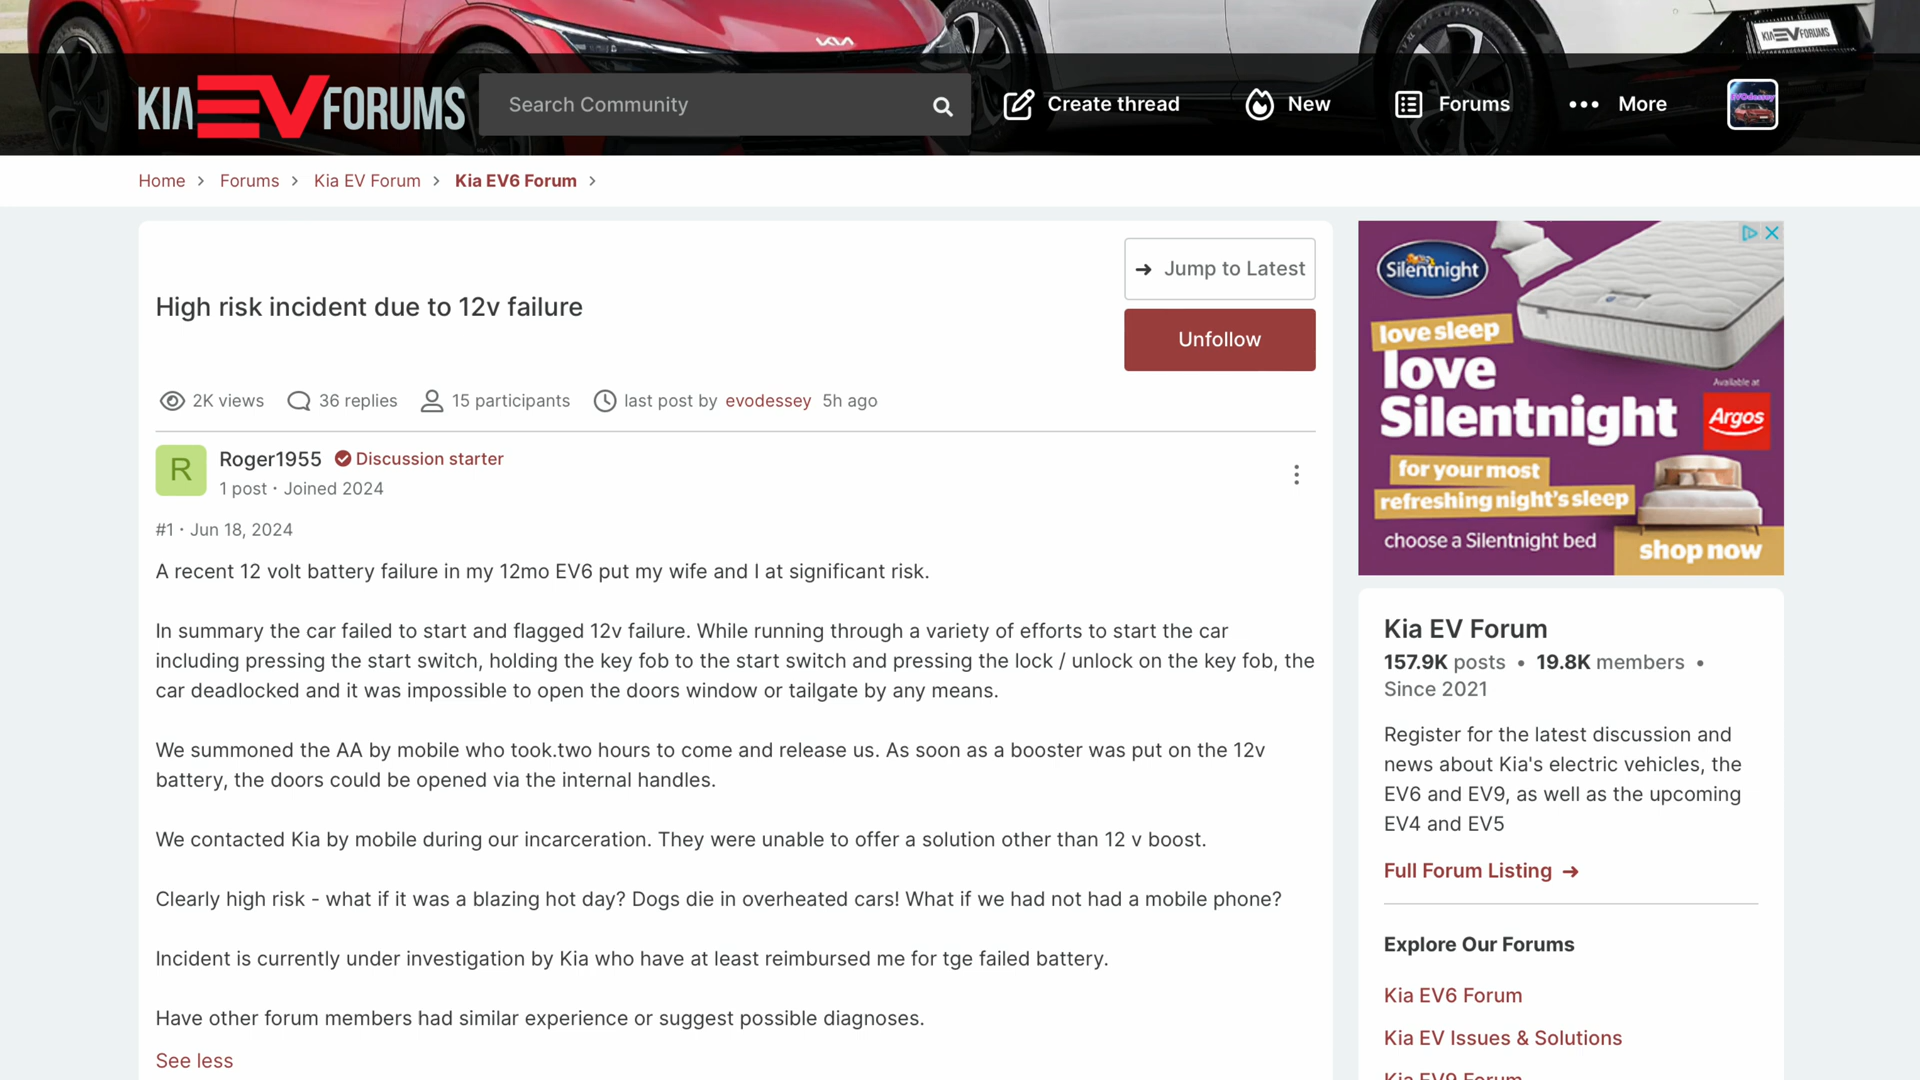 KIA
KIA EV FORUMS
KIA EV FORUMS
Search Community
Create thread
New
Forums
More
Home
Forums
Kia EV Forum
Kia EV6 Forum
High risk incident due to 12v failure
Jump to Latest
Unfollow
2K views
36 replies
15 participants
last post by evodessey 5h ago
R
Roger1955
Discussion starter
1 post · Joined 2024
#1 · Jun 18, 2024
A recent 12 volt battery failure in my 12mo EV6 put my wife and I at significant risk.
In summary the car failed to start and flagged 12v failure. While running through a variety of efforts to start the car
including pressing the start switch, holding the key fob to the start switch and pressing the lock / unlock on the key fob, the
car deadlocked and it was impossible to open the doors window or tailgate by any means.
We summoned the AA by mobile who took.two hours to come and release us. As soon as a booster was put on the 12v
battery, the doors could be opened via the internal handles.
We contacted Kia by mobile during our incarceration. They were unable to offer a solution other than 12 v boost.
Clearly high risk - what if it was a blazing hot day? Dogs die in overheated cars! What if we had not had a mobile phone?
Incident is currently under investigation by Kia who have at least reimbursed me for tge failed battery.
Have other forum members had similar experience or suggest possible diagnoses.
See less
Silentnight
love sleep
love
Silentnight
Available at
Argos
for your most
refreshing night's sleep
choose a Silentnight bed
shop now
Kia EV Forum
157.9K posts • 19.8K members •
Since 2021
Register for the latest discussion and
news about Kia's electric vehicles, the
EV6 and EV9, as well as the upcoming
EV4 and EV5
Full Forum Listing
Explore Our Forums
Kia EV6 Forum
Kia EV Issues & Solutions
Kia EV9 Forum